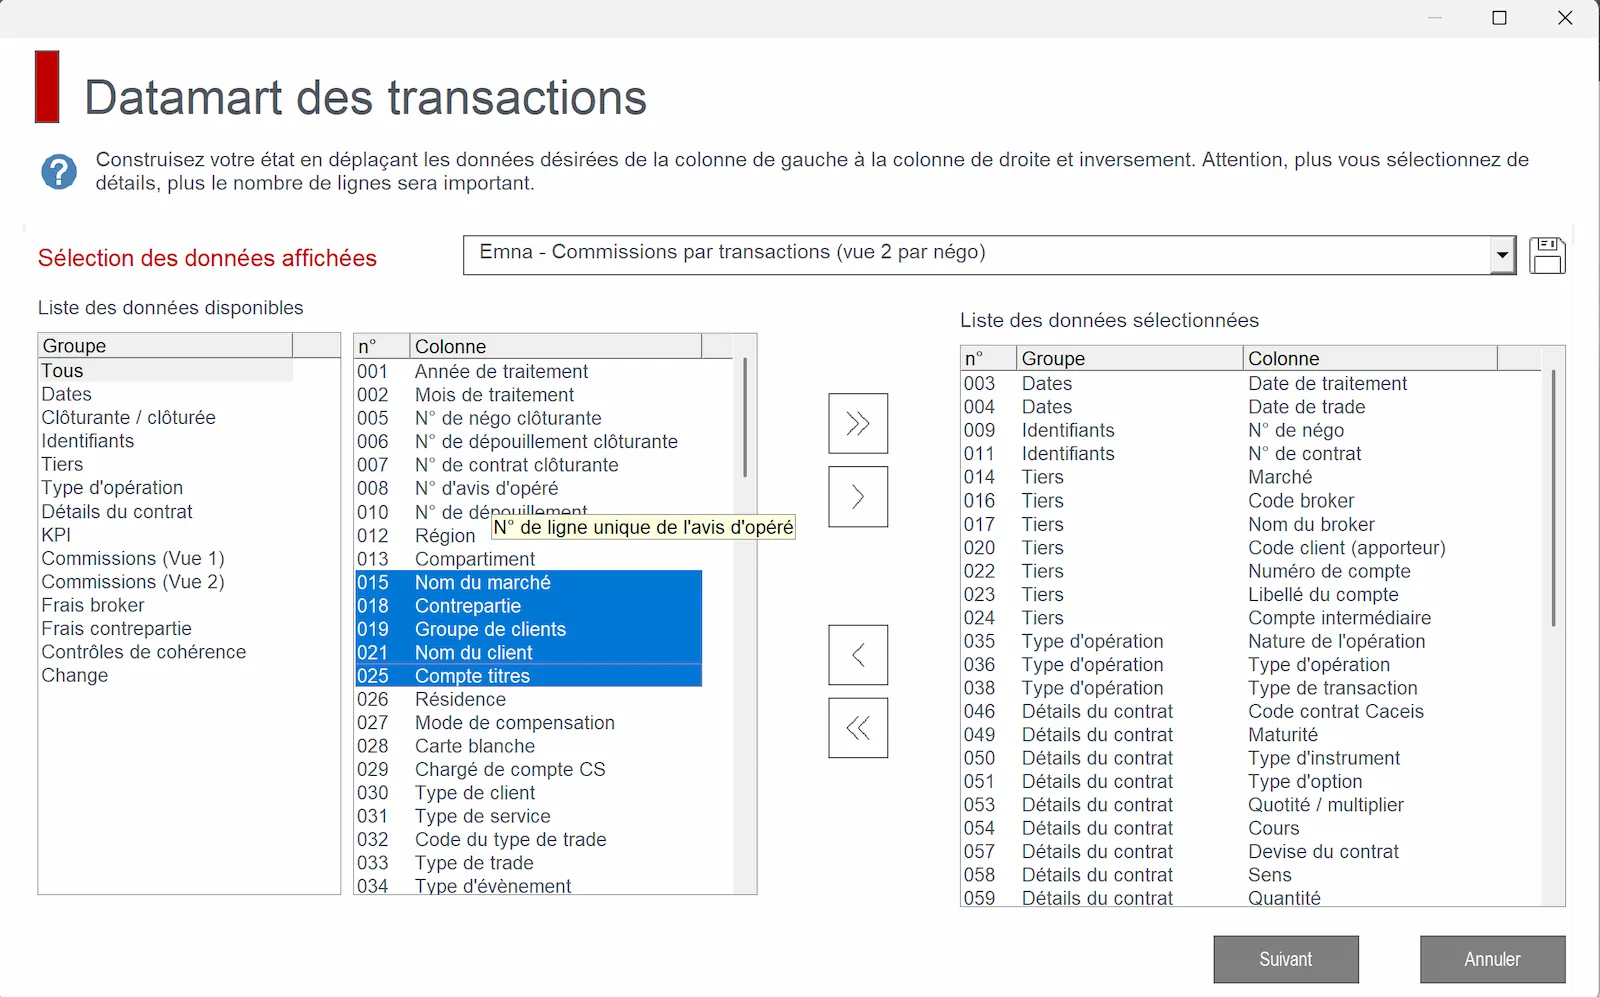 Datamart des transactions
?
Construisez votre état en déplaçant les données désirées de la colonne de gauche à la colonne de droite et inversement. Attention, plus vous sélectionnez de
détails, plus le nombre de lignes sera important.
Sélection des données affichées
Emna - Commissions par transactions (vue 2 par négo)
Liste des données disponibles
Groupe
Tous
Dates
Clôturante / clôturée
Identifiants
Tiers
Type d'opération
Détails du contrat
KPI
Commissions (Vue 1)
Commissions (Vue 2)
Frais broker
Frais contrepartie
Contrôles de cohérence
Change
n° Colonne
001 Année de traitement
002 Mois de traitement
005 N° de négo clôturante
006 N° de dépouillement clôturante
007 N° de contrat clôturante
008 N° d'avis d'opéré
010 N° de dépouillement
N° de ligne unique de l'avis d'opéré
012 Région
013 Compartiment
015 Nom du marché
018 Contrepartie
019 Groupe de clients
021 Nom du client
025 Compte titres
026 Résidence
027 Mode de compensation
028 Carte blanche
029 Chargé de compte CS
030 Type de client
031 Type de service
032 Code du type de trade
033 Type de trade
034 Type d'évènement
Liste des données sélectionnées
n° Groupe Colonne
003 Dates Date de traitement
004 Dates Date de trade
009 Identifiants N° de négo
011 Identifiants N° de contrat
014 Tiers Marché
016 Tiers Code broker
017 Tiers Nom du broker
020 Tiers Code client (apporteur)
022 Tiers Numéro de compte
023 Tiers Libellé du compte
024 Tiers Compte intermédiaire
035 Type d'opération Nature de l'opération
036 Type d'opération Type d'opération
038 Type d'opération Type de transaction
046 Détails du contrat Code contrat Caceis
049 Détails du contrat Maturité
050 Détails du contrat Type d'instrument
051 Détails du contrat Type d'option
053 Détails du contrat Quotité / multiplier
054 Détails du contrat Cours
057 Détails du contrat Devise du contrat
058 Détails du contrat Sens
059 Détails du contrat Quantité
Suivant
Annuler